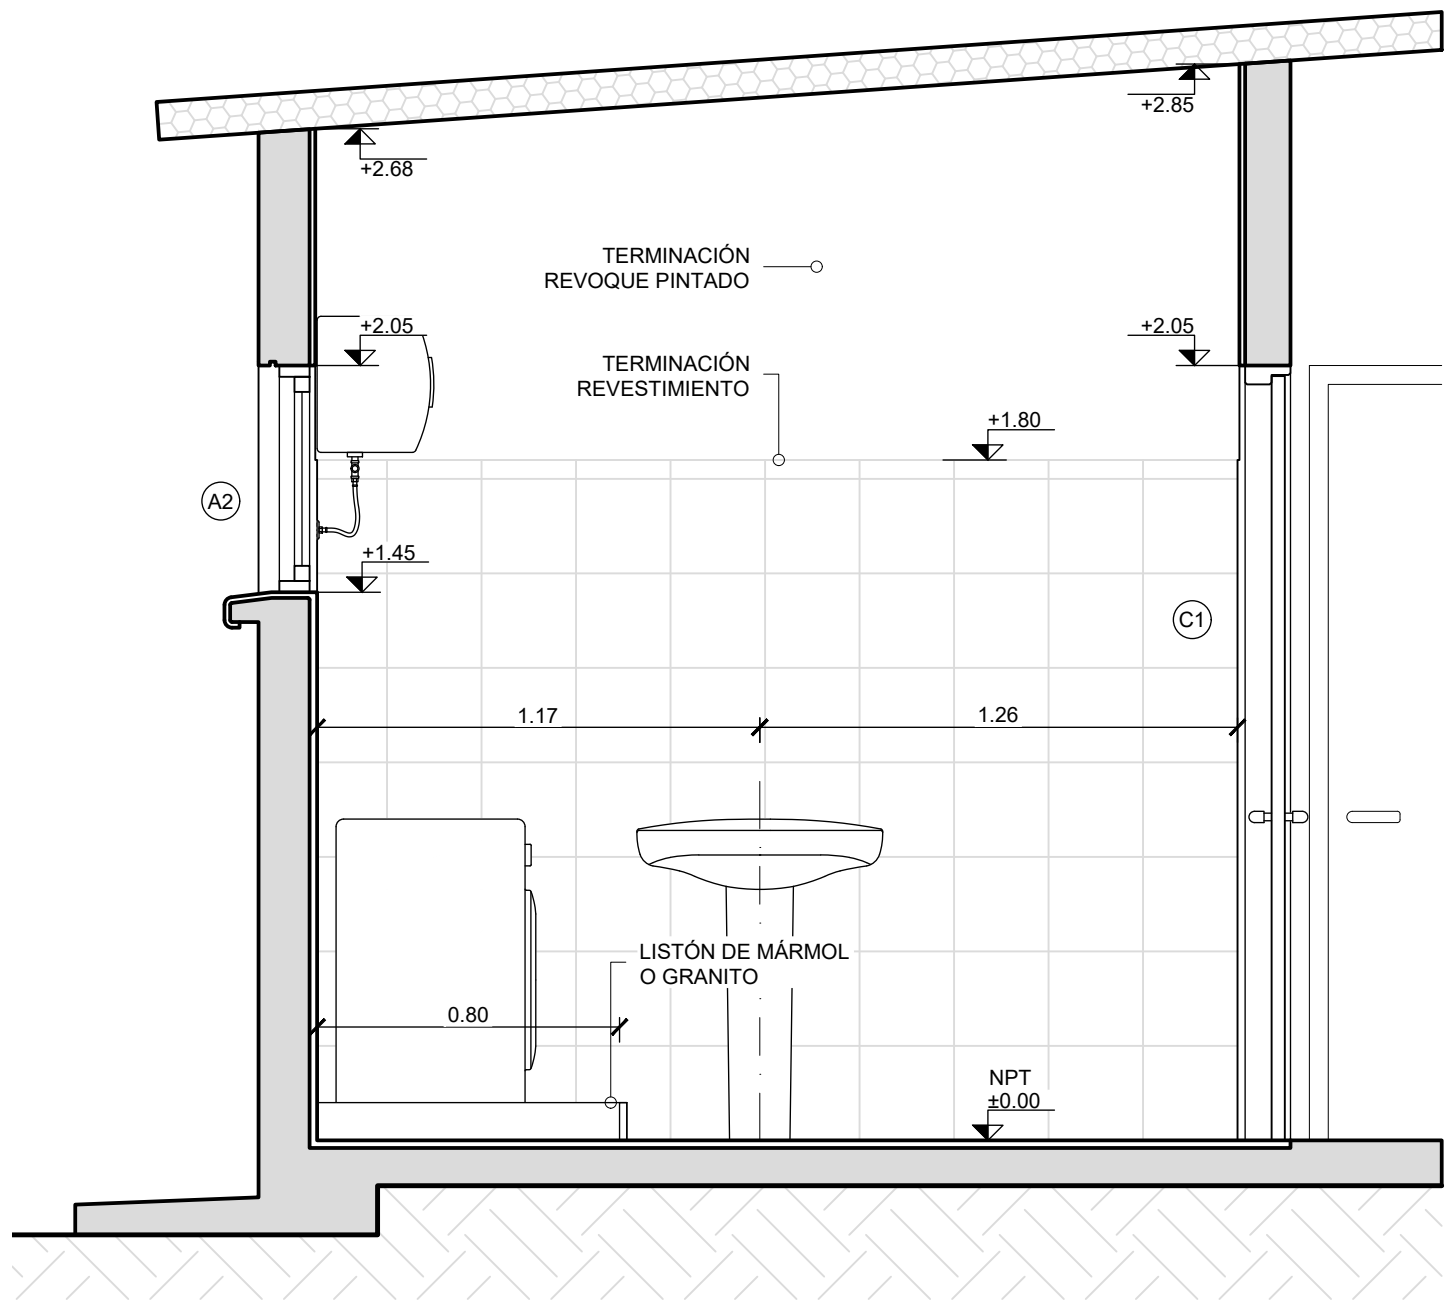 +2.85
+2.68
TERMINACIÓN
REVOQUE PINTADO
+2.05
+2.05
TERMINACIÓN
REVESTIMIENTO
+1.80
A2
+1.45
C1
1.17
1.26
LISTÓN DE MÁRMOL
O GRANITO
0.80
NPT
±0.00